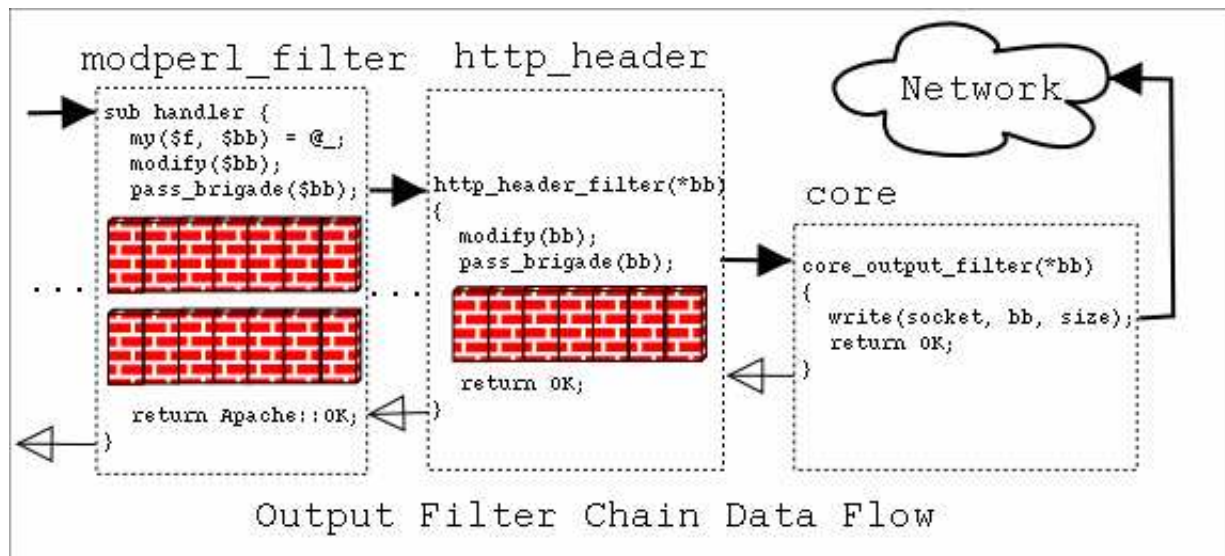 modperl_filter
sub handler {
my($f, $bb) = @_;
modify($bb);
pass_brigade($bb);
...
return Apache::OK;
}
http_header
http_header_filter(*bb)
{
modify(bb);
pass_brigade(bb);
...
return OK;
}
Network
core
core_output_filter(*bb)
{
write(socket, bb, size);
return OK;
}
Output Filter Chain Data Flow